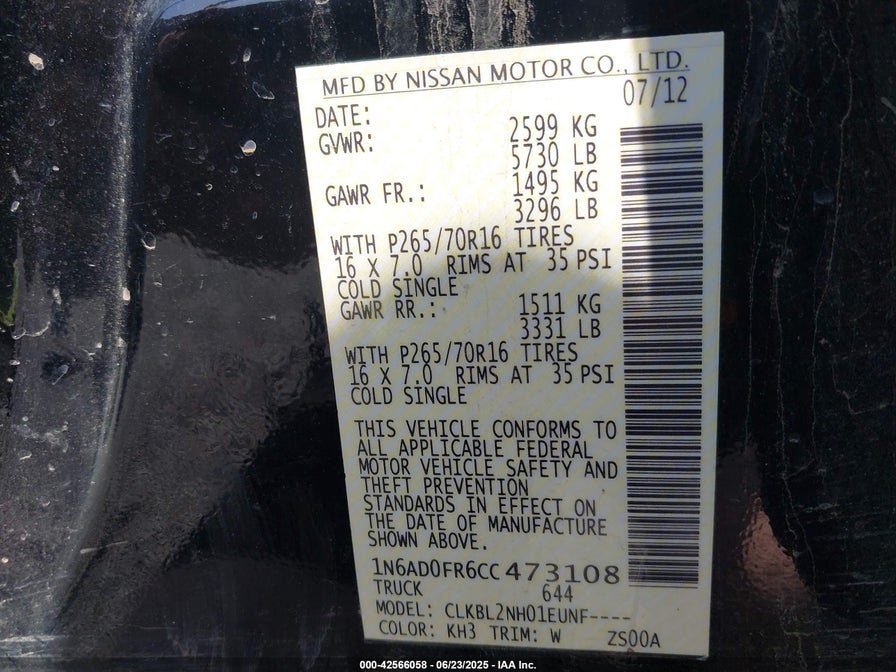 MFD BY NISSAN MOTOR CO., LTD.
DATE: 07/12
GVWR: 2599 KG
5730 LB
GAWR FR.: 1495 KG
3296 LB
WITH P265/70R16 TIRES
16 X 7.0 RIMS AT 35 PSI
COLD SINGLE
GAWR RR.: 1511 KG
3331 LB
WITH P265/70R16 TIRES
16 X 7.0 RIMS AT 35 PSI
COLD SINGLE
THIS VEHICLE CONFORMS TO
ALL APPLICABLE FEDERAL
MOTOR VEHICLE SAFETY AND
THEFT PREVENTION
STANDARDS IN EFFECT ON
THE DATE OF MANUFACTURE
SHOWN ABOVE.
1N6AD0FR6CC473108
TRUCK 644
MODEL: CLKBL2NH01EUNF----
COLOR: KH3 TRIM: W ZS00A
000-42566058 - 06/23/2025 - IAA Inc.